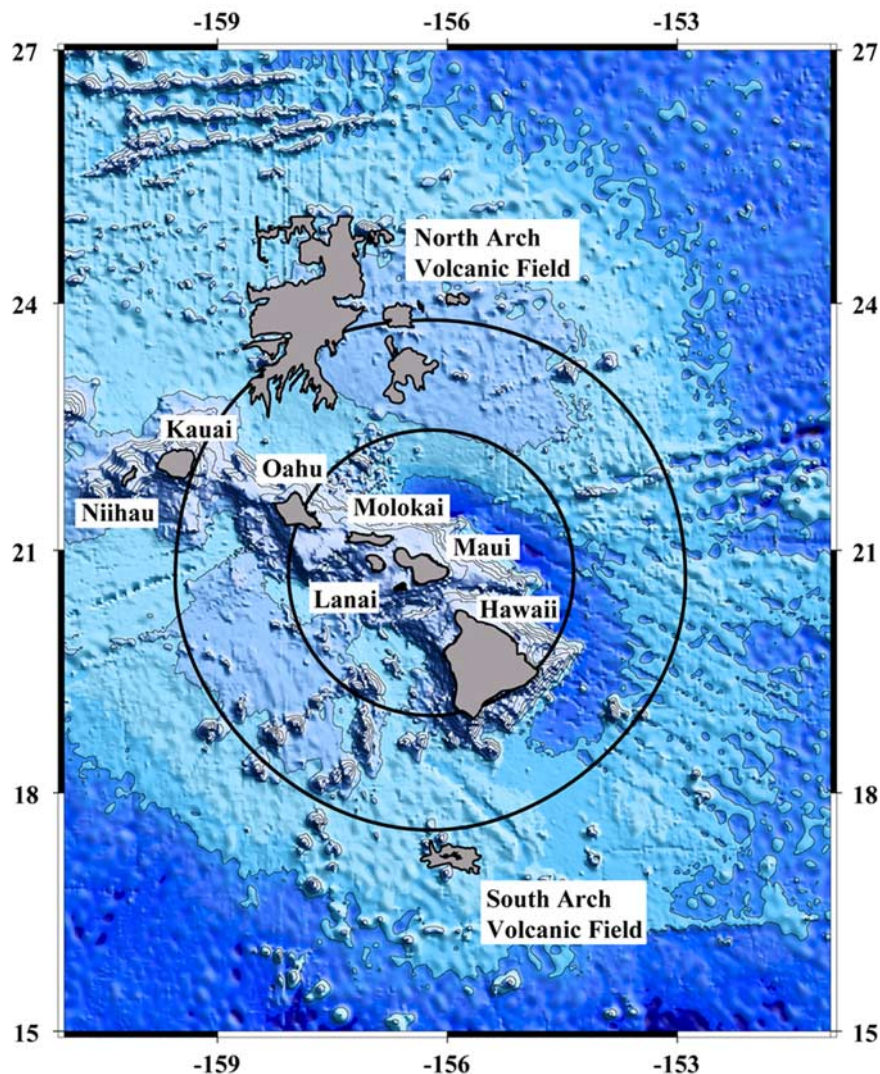 -159 -156 -153
27 27
North Arch
Volcanic Field
24 24
Kauai
Oahu
Niihau
Molokai
21 21
Maui
Lanai
Hawaii
18 18
South Arch
Volcanic Field
15 15
-159 -156 -153